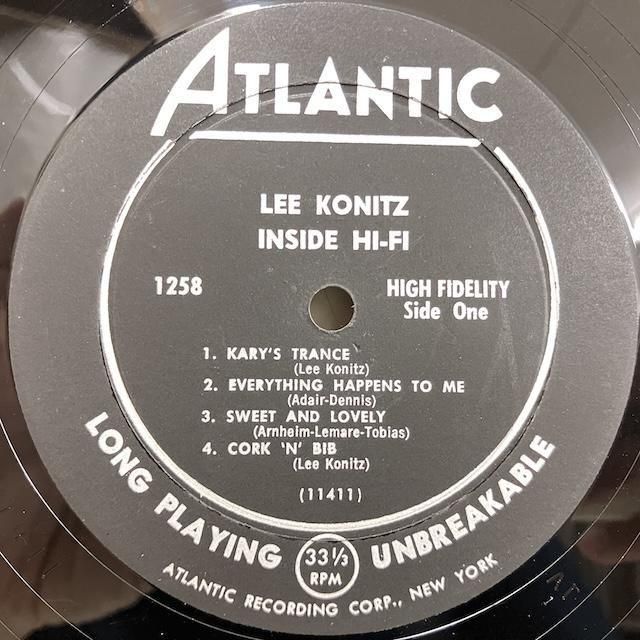 ATLANTIC
LEE KONITZ
INSIDE HI-FI
1258
HIGH FIDELITY
Side One
1. KARY'S TRANCE
(Lee Konitz)
2. EVERYTHING HAPPENS TO ME
(Adair-Dennis)
3. SWEET AND LOVELY
(Arnheim-Lemare-Tobias)
4. CORK 'N' BIB
(Lee Konitz)
(11411)
LONG PLAYING 33 1/3 RPM UNBREAKABLE
ATLANTIC RECORDING CORP., NEW YORK